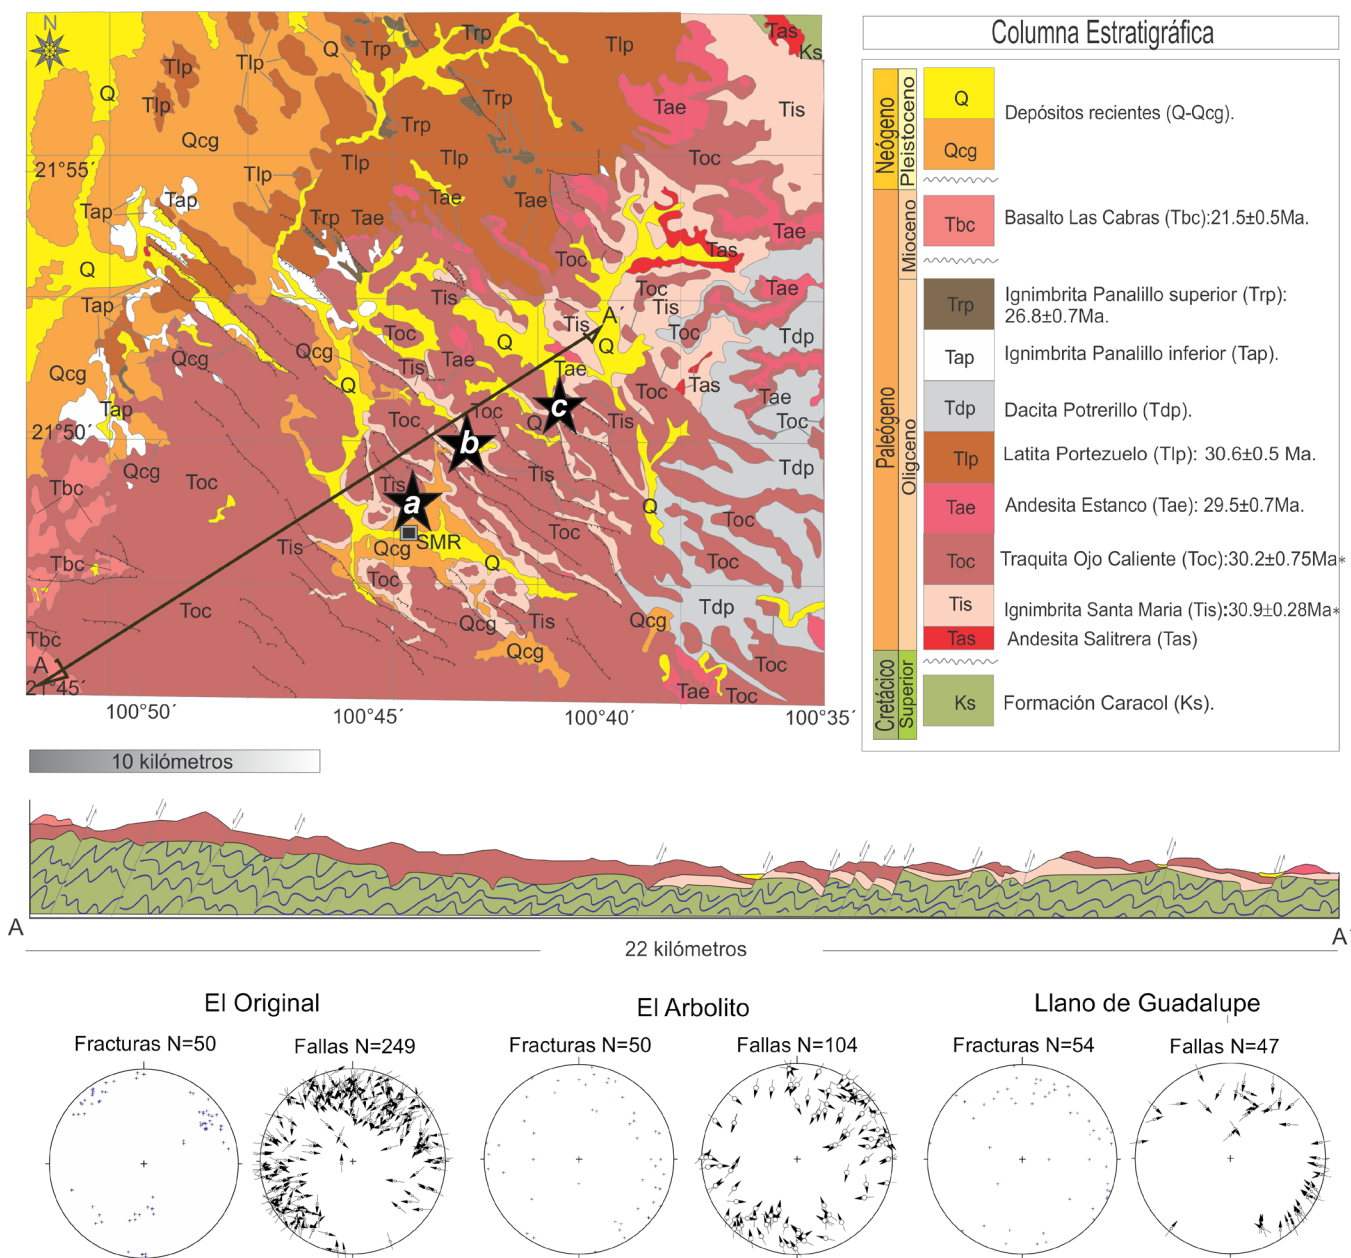 N
Q
Tlp
Tlp
Tlp
Q
Trp
Trp
Tlp
Tas
Ks
Trp
Tae
Tis
Qcg
Trp
Toc
21°55´
Tlp
Tlp
Tlp
Tap
Tap
Trp
Tae
Tae
Tae
Tae
Q
Toc
Tas
Tap
Tis
Toc
Tis
Tae
Toc
Tis
A´
Toc
Tdp
Q
Q
Qcg
Qcg
Tis
Tae
Tae
Qcg
Q
Toc
Tas
Tae
Tap
Toc
Toc
c
Q
Tis
Toc
21°50´
b
Qcg
Toc
Tis
Tis
Tdp
Tbc
a
Q
Toc
Toc
SMR
Tis
Qcg
Q
Toc
Tbc
Toc
Toc
Tdp
Qcg
Tis
Qcg
Tbc
Qcg
Toc
A
21°45´
Tae
Toc
100°50´
100°45´
100°40´
100°35´
Columna Estratigráfica
Neógeno
Pleistoceno
Q
Qcg
Depósitos recientes (Q-Qcg).
Paleógeno
Mioceno
Tbc
Basalto Las Cabras (Tbc):21.5±0.5Ma.
Oligceno
Trp
Ignimbrita Panalillo superior (Trp):
26.8±0.7Ma.
Tap
Ignimbrita Panalillo inferior (Tap).
Tdp
Dacita Potrerillo (Tdp).
Tlp
Latita Portezuelo (Tlp): 30.6±0.5 Ma.
Tae
Andesita Estanco (Tae): 29.5±0.7Ma.
Toc
Traquita Ojo Caliente (Toc):30.2±0.75Ma*
Tis
Ignimbrita Santa Maria (Tis):30.9±0.28Ma*
Tas
Andesita Salitrera (Tas)
Cretácico
Superior
Ks
Formación Caracol (Ks).
10 kilómetros
A
A´
22 kilómetros
El Original
El Arbolito
Llano de Guadalupe
Fracturas N=50
Fallas N=249
Fracturas N=50
Fallas N=104
Fracturas N=54
Fallas N=47